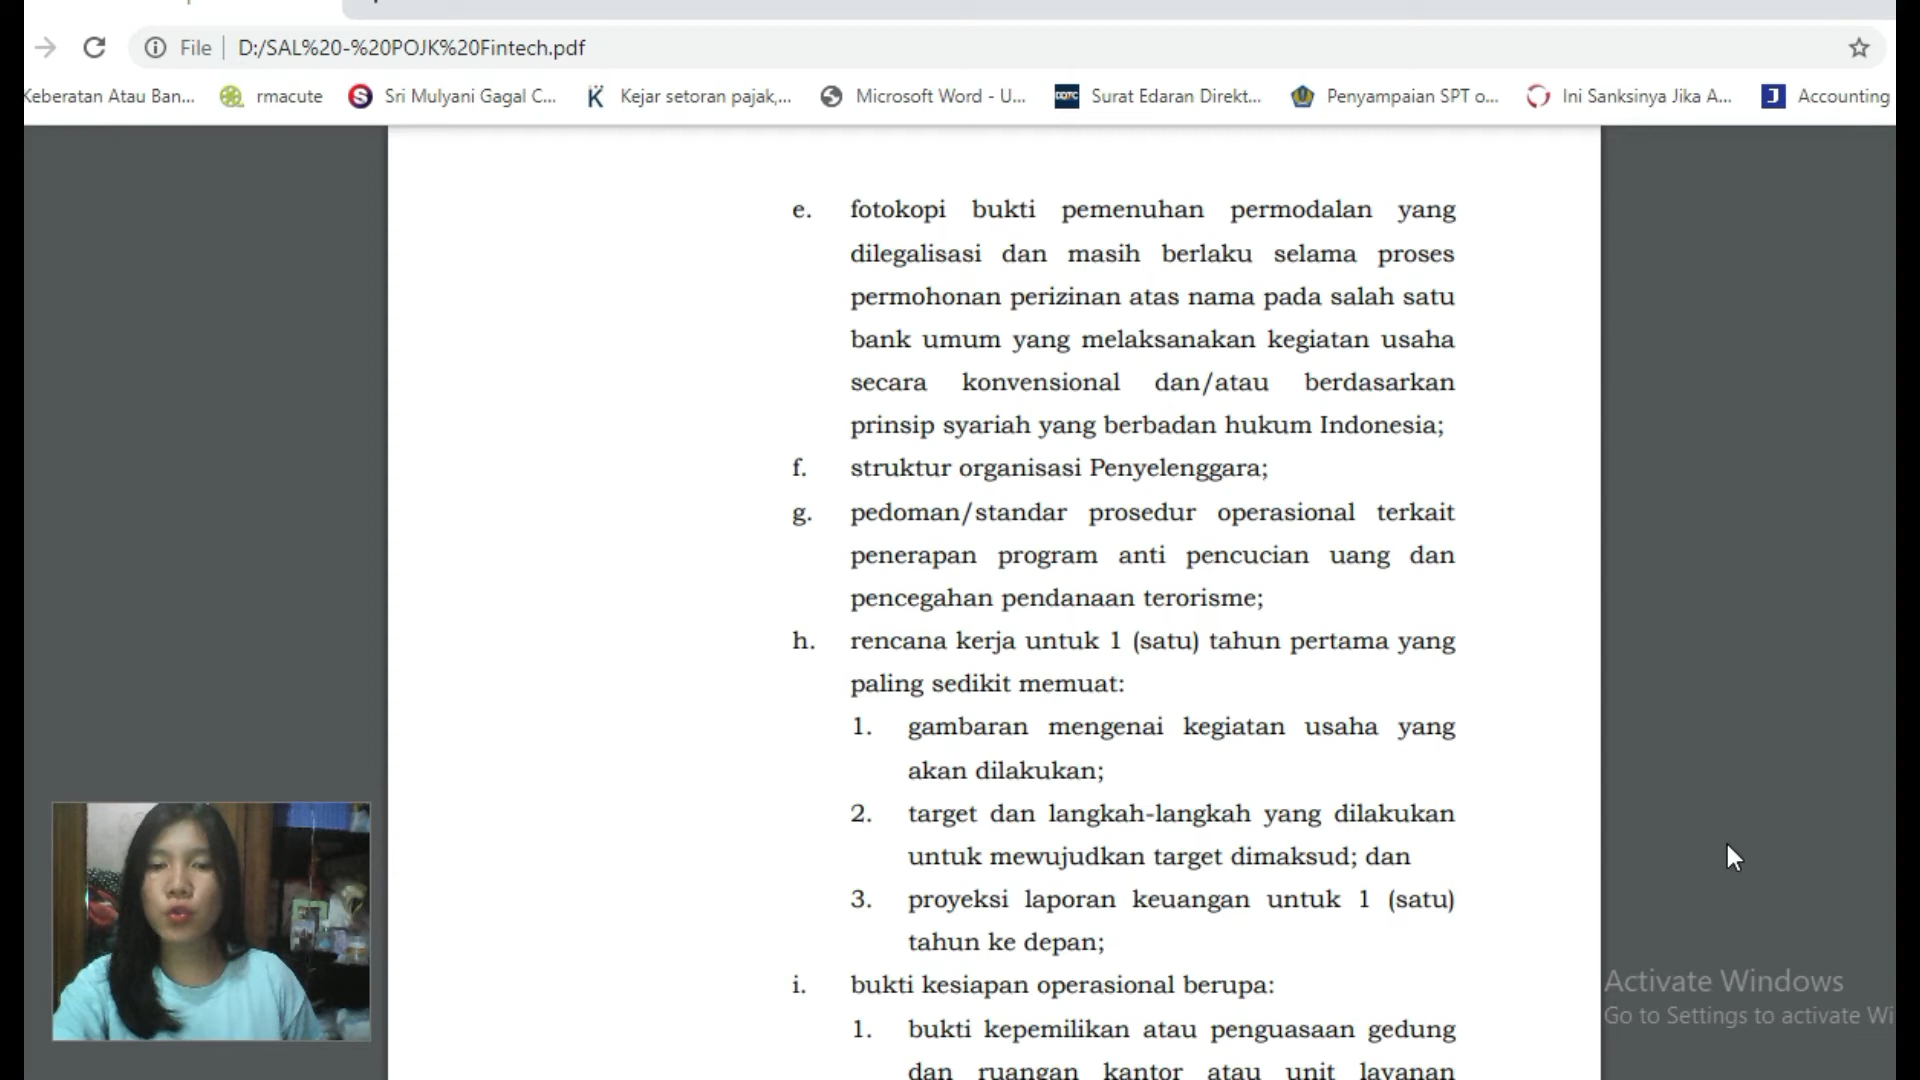 File D:/SAL%20-%20POJK%20Fintech.pdf
Keberatan Atau Ban... rmacute Sri Mulyani Gagal C... Kejar setoran pajak,... Microsoft Word - U... DDTC Surat Edaran Direkt... Penyampaian SPT o... Ini Sanksinya Jika A... J Accounting
e. fotokopi bukti pemenuhan permodalan yang
dilegalisasi dan masih berlaku selama proses
permohonan perizinan atas nama pada salah satu
bank umum yang melaksanakan kegiatan usaha
secara konvensional dan/atau berdasarkan
prinsip syariah yang berbadan hukum Indonesia;
f. struktur organisasi Penyelenggara;
g. pedoman/standar prosedur operasional terkait
penerapan program anti pencucian uang dan
pencegahan pendanaan terorisme;
h. rencana kerja untuk 1 (satu) tahun pertama yang
paling sedikit memuat:
1. gambaran mengenai kegiatan usaha yang
akan dilakukan;
2. target dan langkah-langkah yang dilakukan
untuk mewujudkan target dimaksud; dan
3. proyeksi laporan keuangan untuk 1 (satu)
tahun ke depan;
i. bukti kesiapan operasional berupa:
1. bukti kepemilikan atau penguasaan gedung
dan ruangan kantor atau unit layanan
Activate Windows
Go to Settings to activate Wi